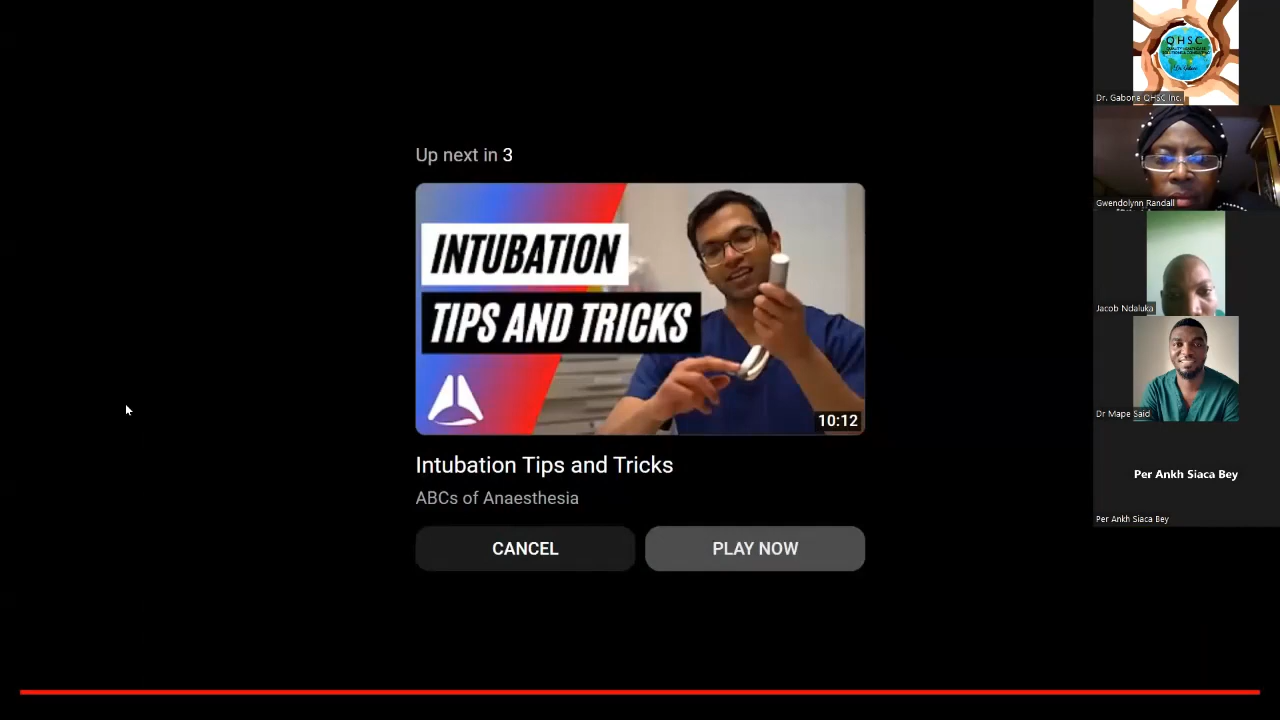 Up next in 3
INTUBATION
TIPS AND TRICKS
10:12
Intubation Tips and Tricks
ABCs of Anaesthesia
CANCEL
PLAY NOW
QHSC
Dr. Gabone QHSC Inc.
Gwendolynn Randall
Jacob Ndaluka
Dr Mape Said
Per Ankh Siaca Bey
Per Ankh Siaca Bey